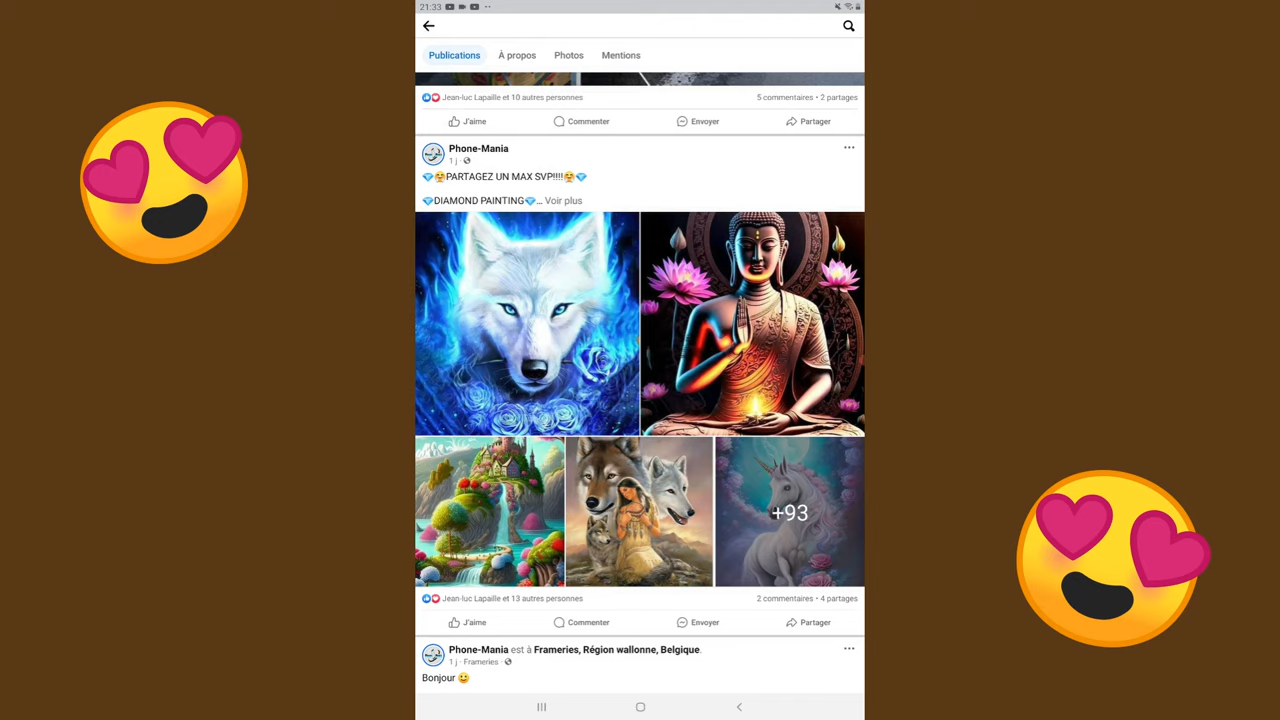 21:33
Publications À propos Photos Mentions
Jean-luc Lapaille et 10 autres personnes 5 commentaires • 2 partages
J'aime Commenter Envoyer Partager
Phone-Mania
1 j ·
💎🥰PARTAGEZ UN MAX SVP!!!!🥰💎
💎DIAMOND PAINTING💎... Voir plus
+93
Jean-luc Lapaille et 13 autres personnes 2 commentaires • 4 partages
J'aime Commenter Envoyer Partager
Phone-Mania est à Frameries, Région wallonne, Belgique.
1 j · Frameries ·
Bonjour 🙂